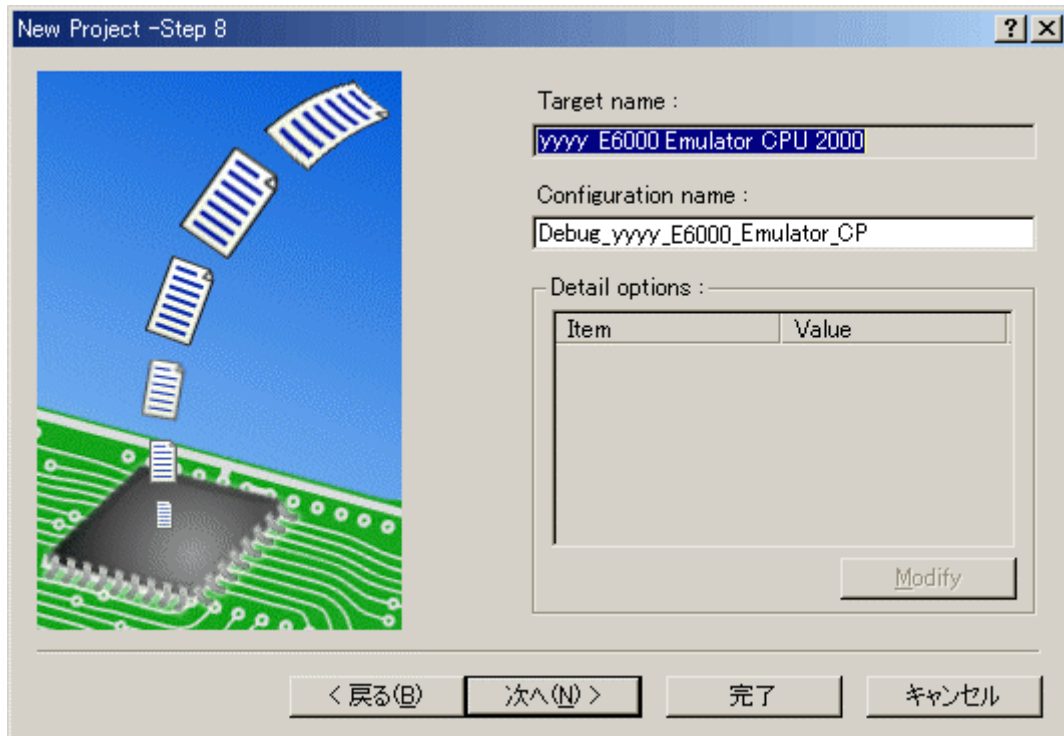 New Project -Step 8
Target name :
yyyy E6000 Emulator CPU 2000
Configuration name :
Debug_yyyy_E6000_Emulator_CP
Detail options :
Item Value
Modify
< 戻る(B) 次へ(N) > 完了 キャンセル